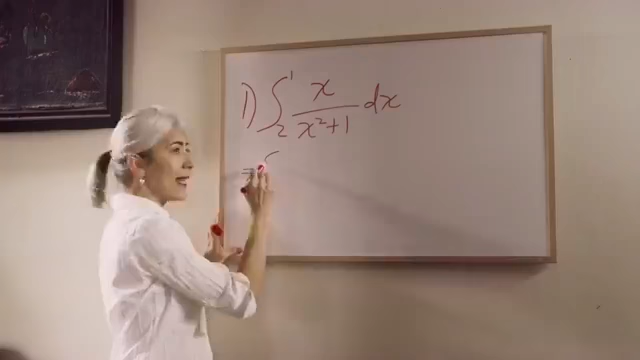 1) ∫₂¹ x/(x²+1) dx
= ∫